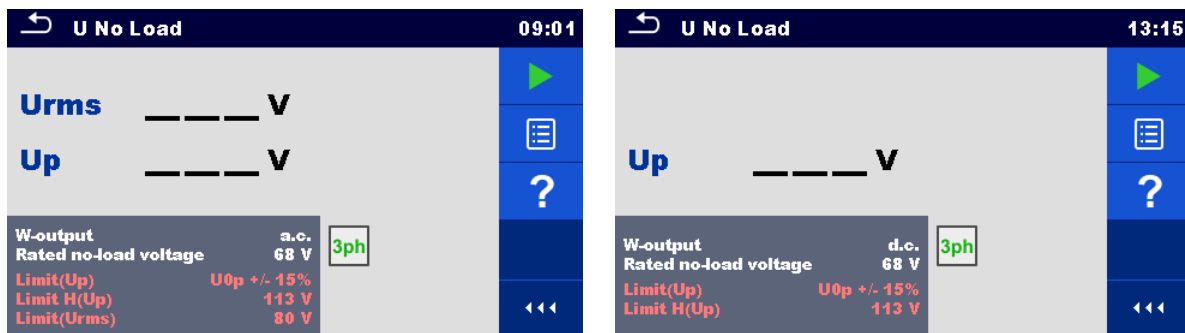 U No Load 09:01
Urms ___ V
Up ___ V
?
W-output a.c.
Rated no-load voltage 68 V
3ph
Limit(Up) U0p +/- 15%
Limit H(Up) 113 V
Limit(Urms) 80 V
U No Load 13:15
Up ___ V
?
W-output d.c.
Rated no-load voltage 68 V
3ph
Limit(Up) U0p +/- 15%
Limit H(Up) 113 V